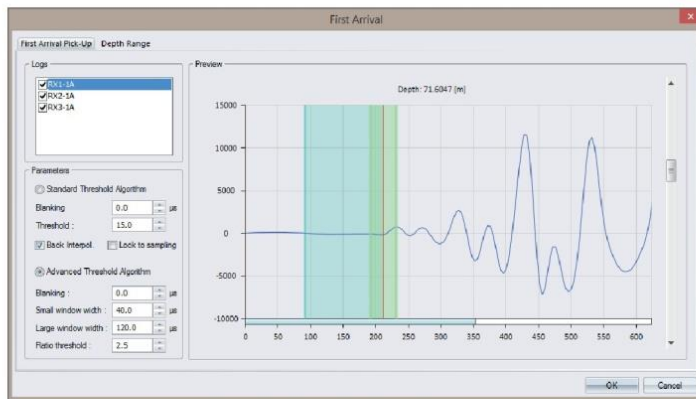 First Arrival
First Arrival Pick-Up Depth Range
Logs
RX1-1A
RX2-1A
RX3-1A
Parameters
Standard Threshold Algorithm
Blanking 0.0 µs
Threshold : 15.0
Back Interpol. Lock to sampling
Advanced Threshold Algorithm
Blanking : 0.0 µs
Small window width : 40.0 µs
Large window width : 120.0 µs
Ratio threshold : 2.5
Preview
Depth: 71.6047 [m]
15000
10000
5000
0
-5000
-10000
0 50 100 150 200 250 300 350 400 450 500 550 600
OK Cancel